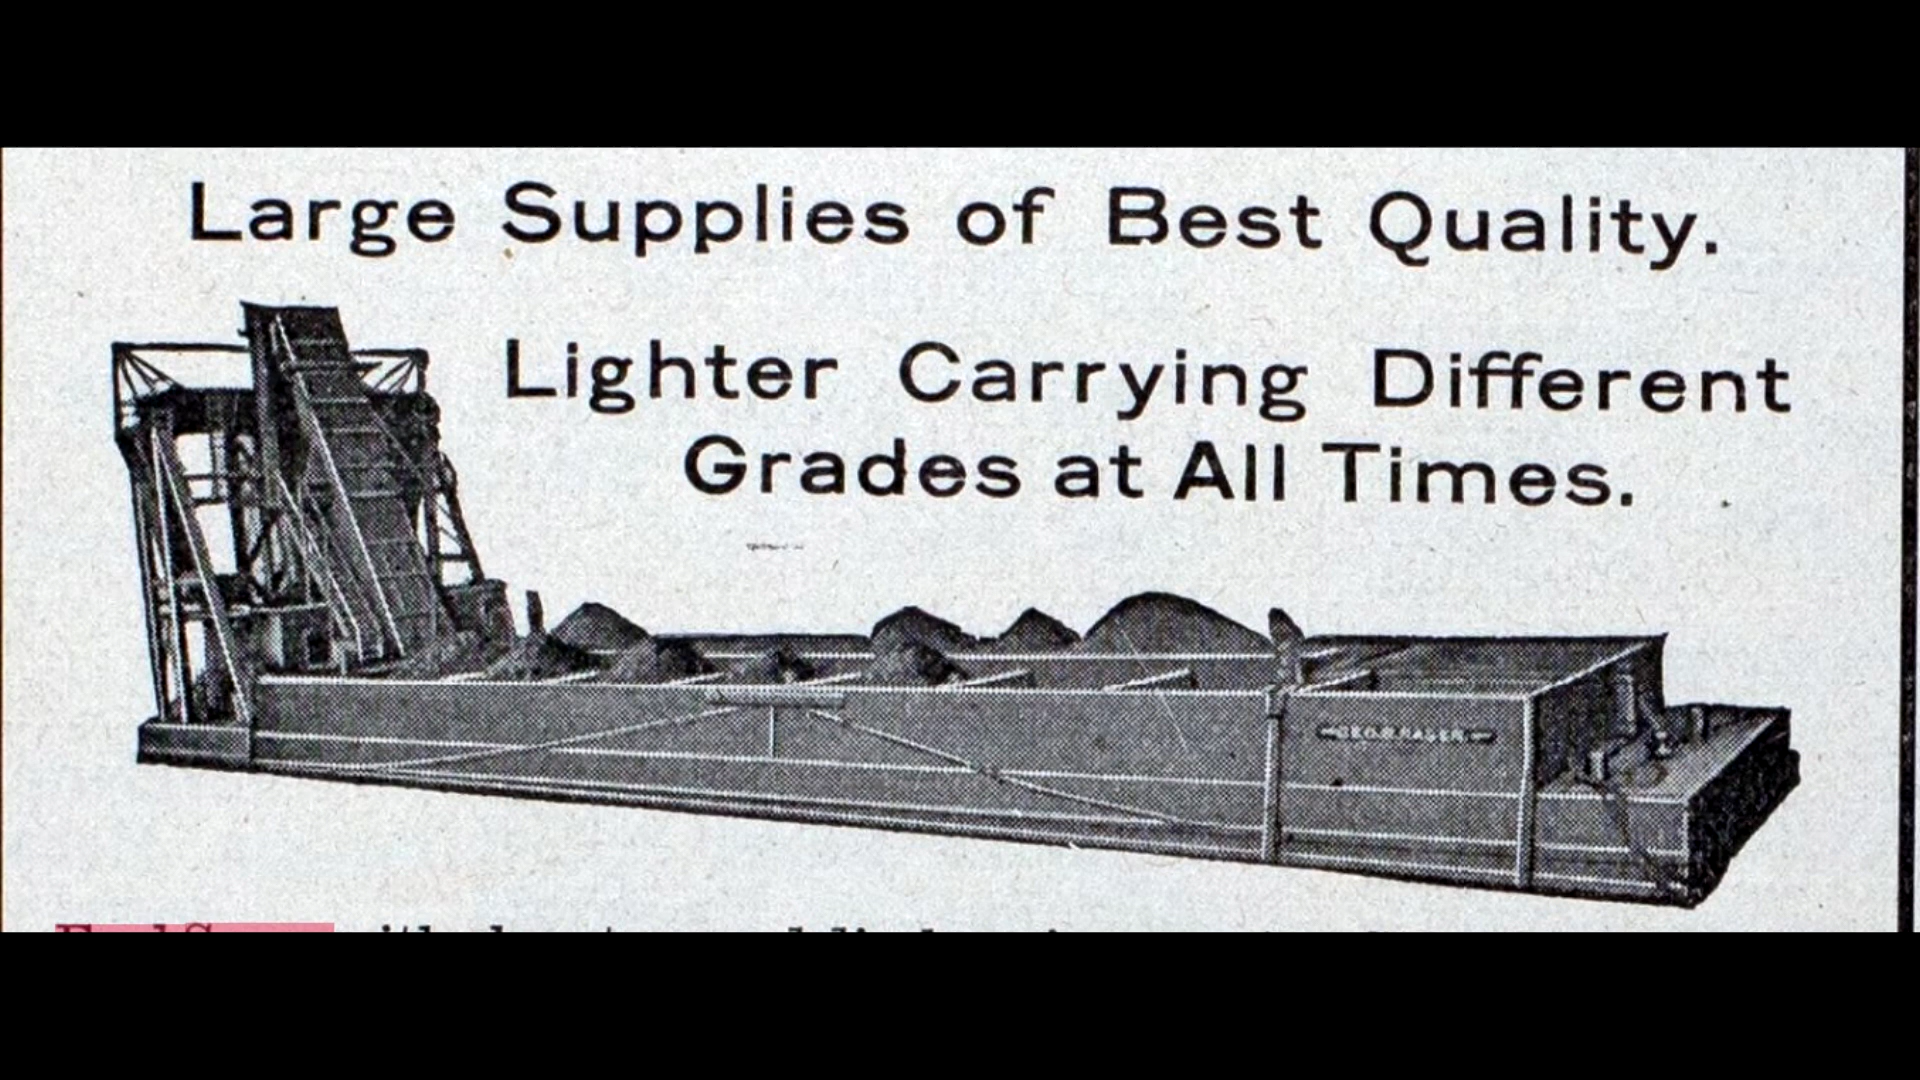 Large Supplies of Best Quality.
Lighter Carrying Different
Grades at All Times.